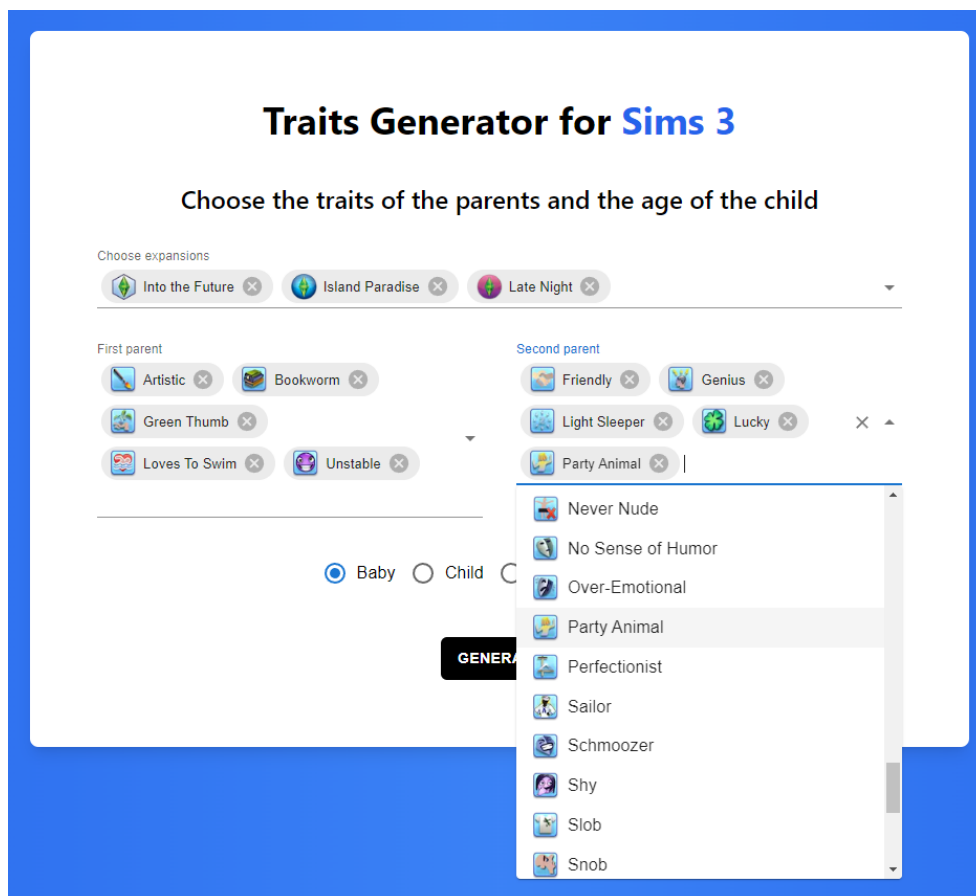 Traits Generator for Sims 3
Choose the traits of the parents and the age of the child
Choose expansions
Into the Future Island Paradise Late Night
First parent
Artistic Bookworm
Green Thumb
Loves To Swim Unstable
Second parent
Friendly Genius
Light Sleeper Lucky
Party Animal
Never Nude
No Sense of Humor
Over-Emotional
Party Animal
Perfectionist
Sailor
Schmoozer
Shy
Slob
Snob
Baby Child
GENERA